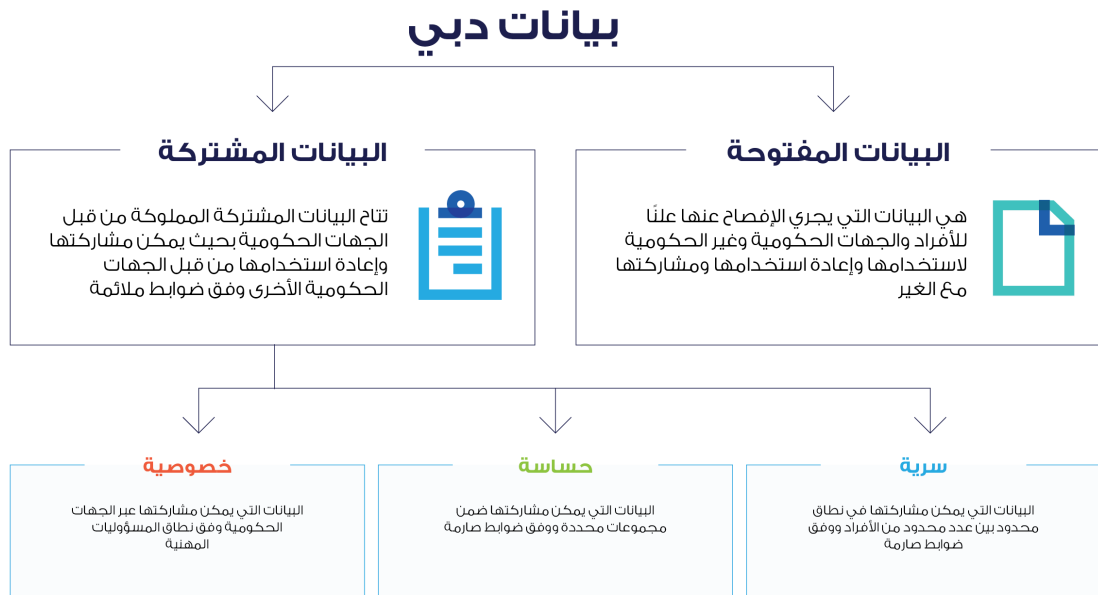 بيانات دبي
البيانات المفتوحة
هي البيانات التي يجري الإفصاح عنها علنًا
للأفراد والجهات الحكومية وغير الحكومية
لاستخدامها وإعادة استخدامها ومشاركتها
مع الغير
البيانات المشتركة
تتاح البيانات المشتركة المملوكة من قبل
الجهات الحكومية بحيث يمكن مشاركتها
وإعادة استخدامها من قبل الجهات
الحكومية الأخرى وفق ضوابط ملائمة
سرية
البيانات التي يمكن مشاركتها في نطاق
محدود بين عدد محدود من الأفراد ووفق
ضوابط صارمة
حساسة
البيانات التي يمكن مشاركتها ضمن
مجموعات محددة ووفق ضوابط صارمة
خصوصية
البيانات التي يمكن مشاركتها عبر الجهات
الحكومية وفق نطاق المسؤوليات
المهنية